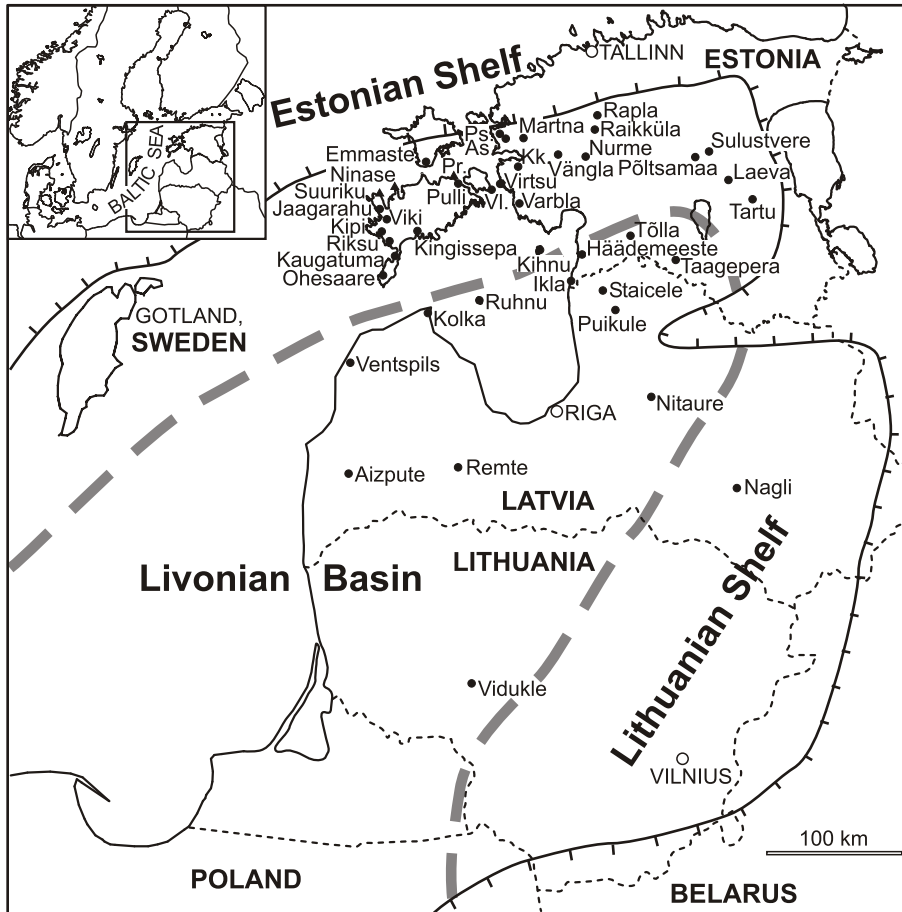 BALTIC SEA
Estonian Shelf
TALLINN
ESTONIA
Rapla
Raikküla
Martna
Ps.
As.
Nurme
Sulustvere
Emmaste
Pr.
Kk.
Vängla
Põltsamaa
Ninase
Virtsu
Laeva
Suuriku
Pulli
Vl.
Varbla
Jaagarahu
Viki
Tartu
Kipi
Riksu
Kingissepa
Tõlla
Häädemeeste
Kaugatuma
Kihnu
Taagepera
Ohesaare
Ikla
Staicele
Ruhnu
Puikule
Kolka
GOTLAND,
SWEDEN
Ventspils
Nitaure
RIGA
Aizpute
Remte
Nagli
LATVIA
LITHUANIA
Livonian Basin
Lithuanian Shelf
Vidukle
VILNIUS
100 km
POLAND
BELARUS